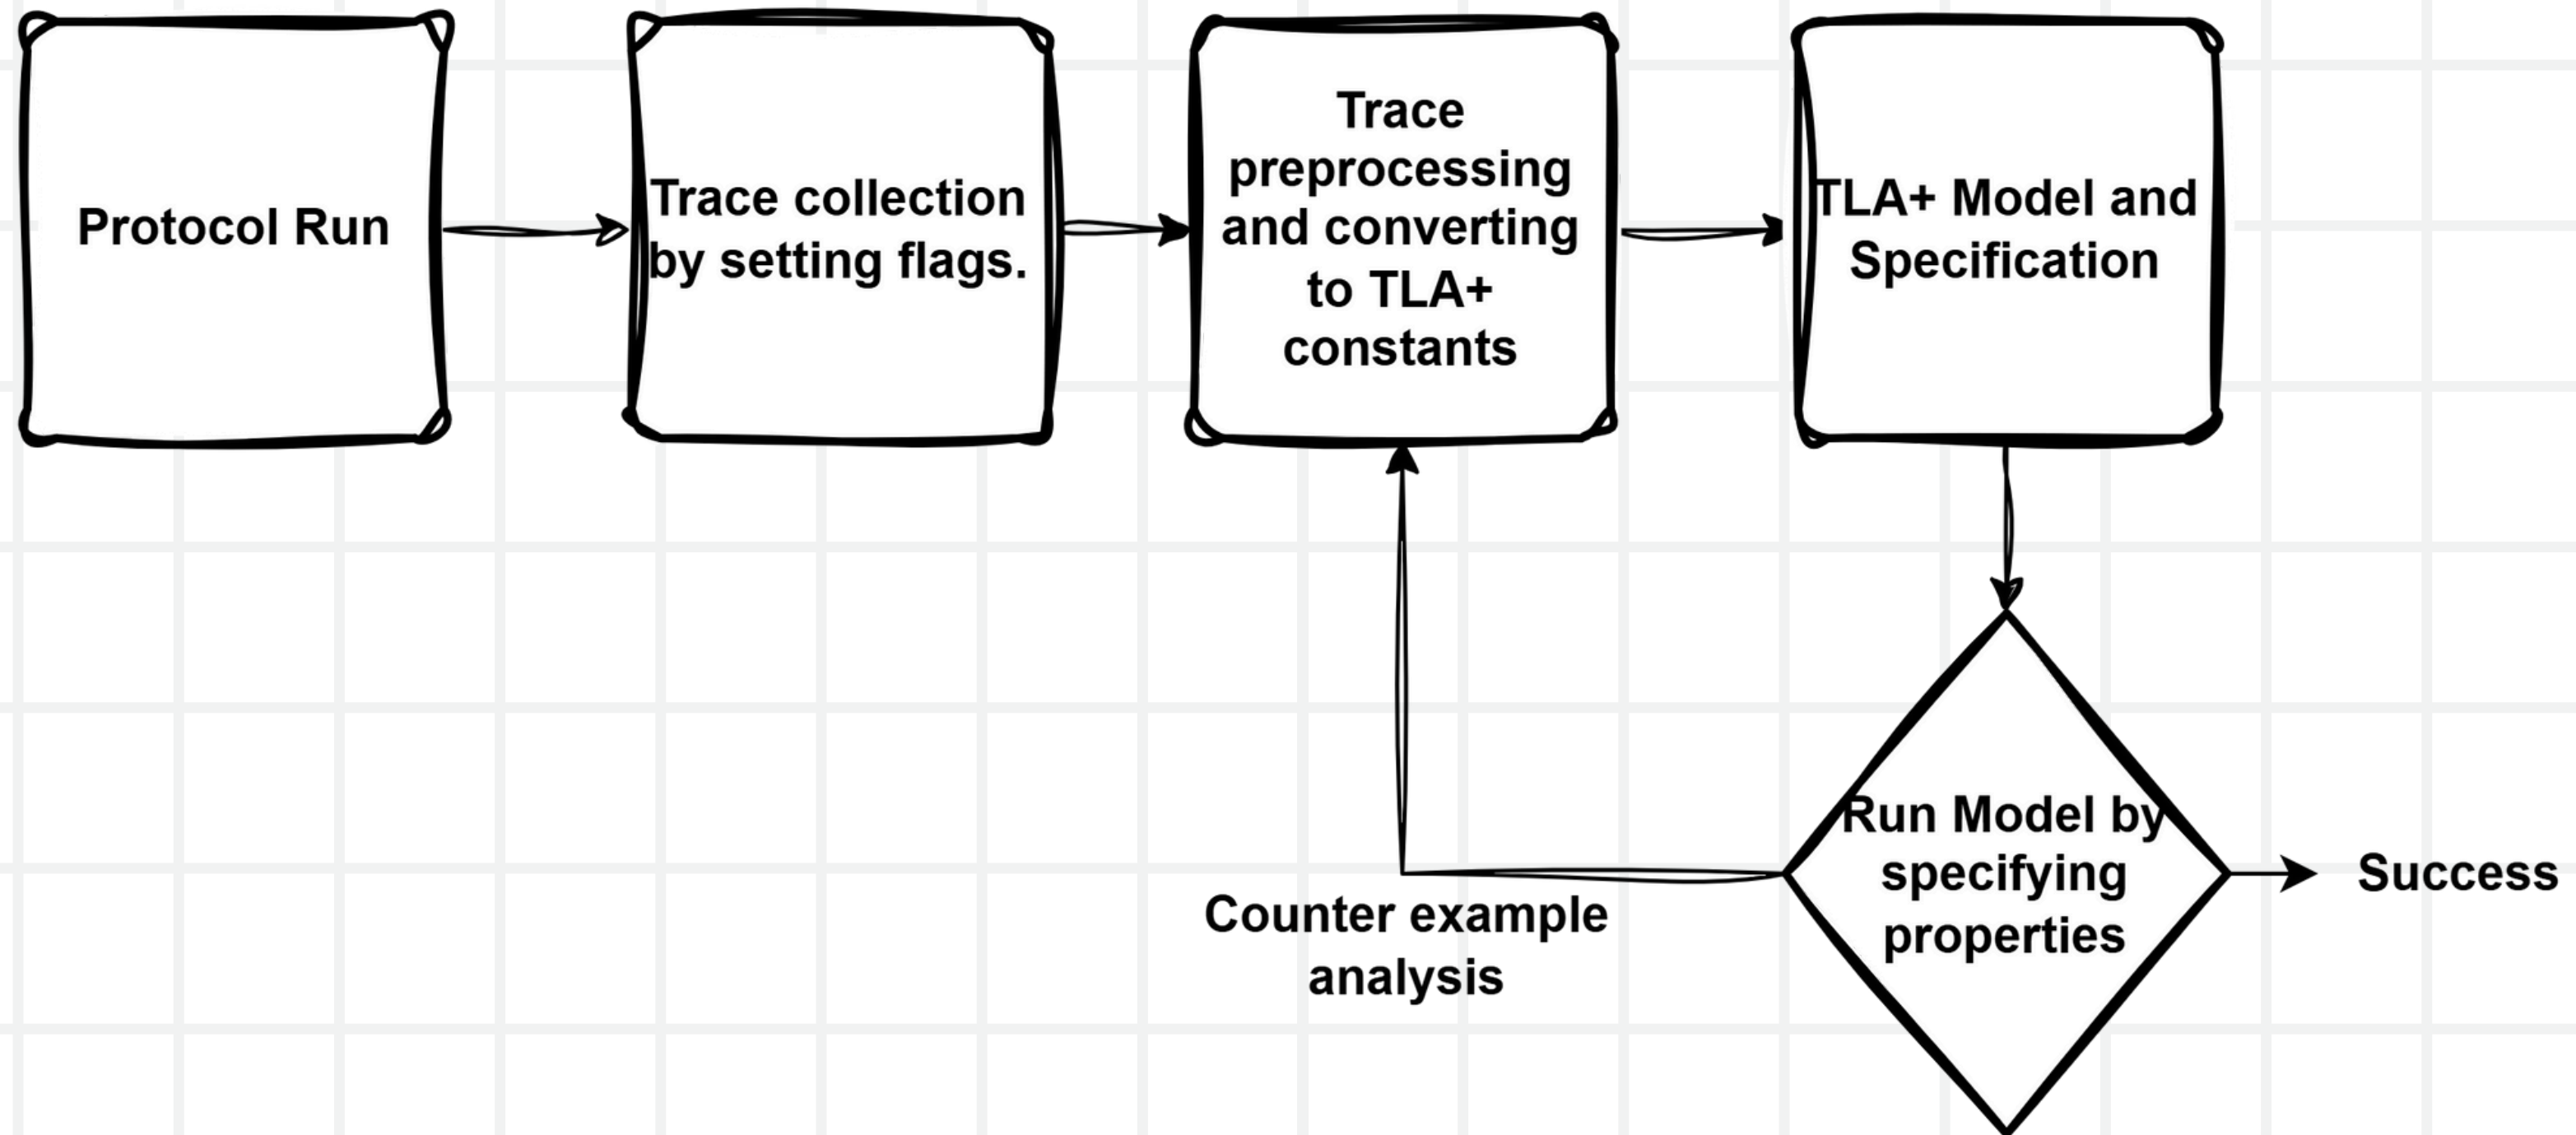 Protocol Run
Trace collection
by setting flags.
Trace
preprocessing
and converting
to TLA+
constants
TLA+ Model and
Specification
Run Model by
specifying
properties
Success
Counter example
analysis